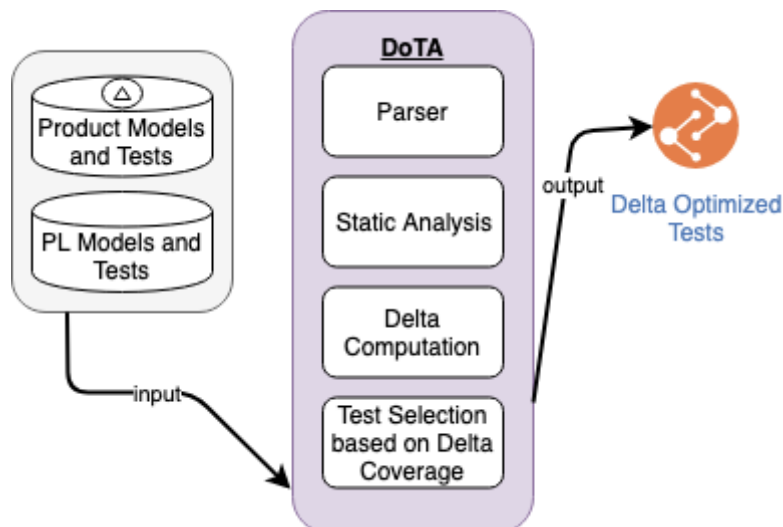 Product Models
and Tests
PL Models and
Tests
input
DoTA
Parser
Static Analysis
Delta
Computation
Test Selection
based on Delta
Coverage
output
Delta Optimized
Tests